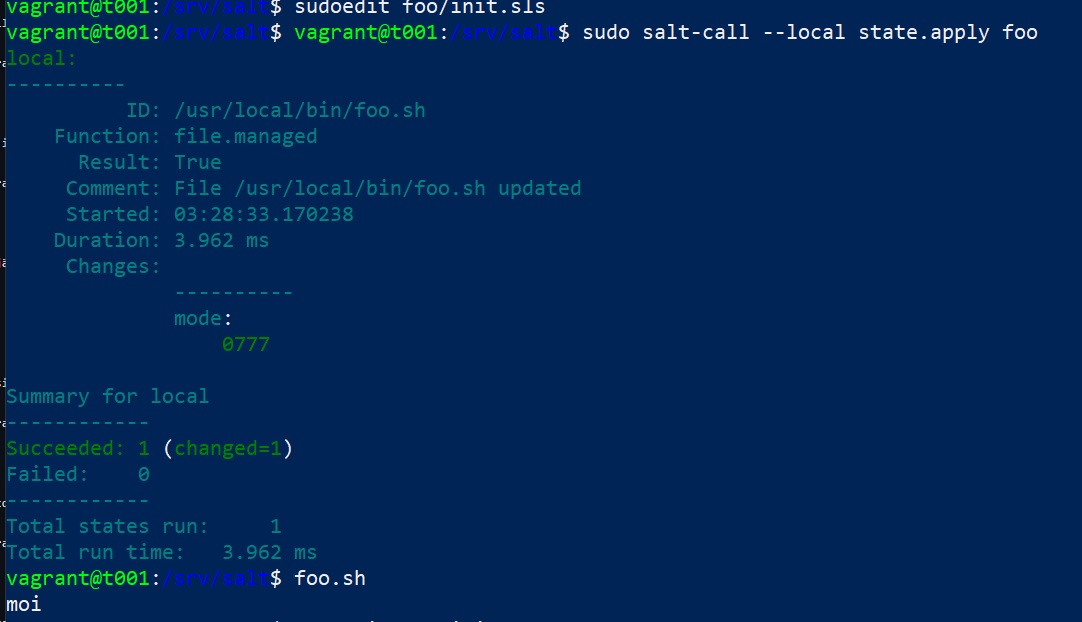 vagrant@t001:/srv/salt$ sudoedit foo/init.sls
vagrant@t001:/srv/salt$ vagrant@t001:/srv/salt$ sudo salt-call --local state.apply foo
local:
----------
ID: /usr/local/bin/foo.sh
Function: file.managed
Result: True
Comment: File /usr/local/bin/foo.sh updated
Started: 03:28:33.170238
Duration: 3.962 ms
Changes:
----------
mode:
0777
Summary for local
------------
Succeeded: 1 (changed=1)
Failed: 0
------------
Total states run: 1
Total run time: 3.962 ms
vagrant@t001:/srv/salt$ foo.sh
moi